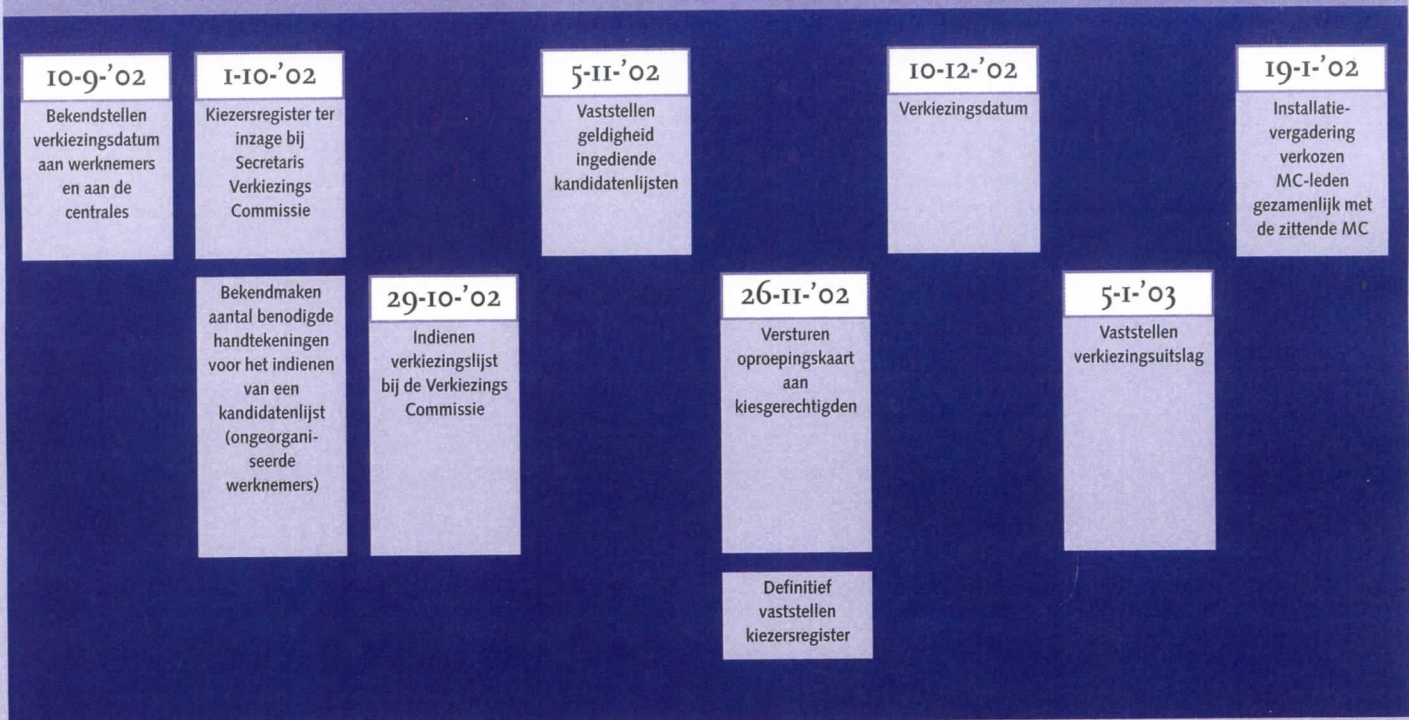 10-9-'02
Bekendstellen
verkiezingsdatum
aan werknemers
en aan de
centrales
1-10-'02
Kiezersregister ter
inzage bij
Secretaris
Verkiezings
Commissie
Bekendmaken
aantal benodigde
handtekeningen
voor het indienen
van een
kandidatenlijst
(ongeorgani-
seerde
werknemers)
29-10-'02
Indienen
verkiezingslijst
bij de Verkiezings
Commissie
5-11-'02
Vaststellen
geldigheid
ingediende
kandidatenlijsten
26-11-'02
Versturen
oproepingskaart
aan
kiesgerechtigden
Definitief
vaststellen
kiezersregister
10-12-'02
Verkiezingsdatum
5-1-'03
Vaststellen
verkiezingsuitslag
19-1-'02
Installatie-
vergadering
verkozen
MC-leden
gezamenlijk met
de zittende MC